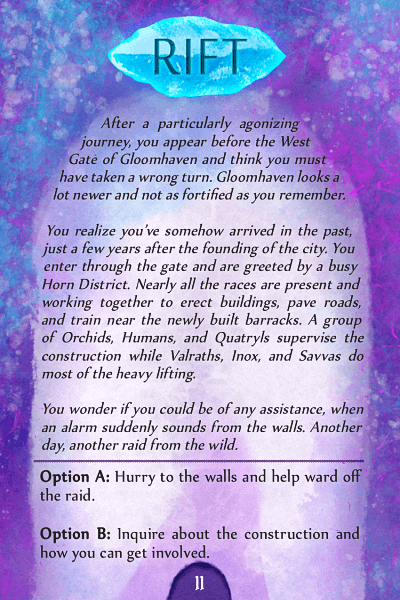 RIFT
After a particularly agonizing
journey, you appear before the West
Gate of Gloomhaven and think you must
have taken a wrong turn. Gloomhaven looks a
lot newer and not as fortified as you remember.
You realize you've somehow arrived in the past,
just a few years after the founding of the city. You
enter through the gate and are greeted by a busy
Horn District. Nearly all the races are present and
working together to erect buildings, pave roads,
and train near the newly built barracks. A group
of Orchids, Humans, and Quatryls supervise the
construction while Valraths, Inox, and Savvas do
most of the heavy lifting.
You wonder if you could be of any assistance, when
an alarm suddenly sounds from the walls. Another
day, another raid from the wild.
Option A: Hurry to the walls and help ward off
the raid.
Option B: Inquire about the construction and
how you can get involved.
11